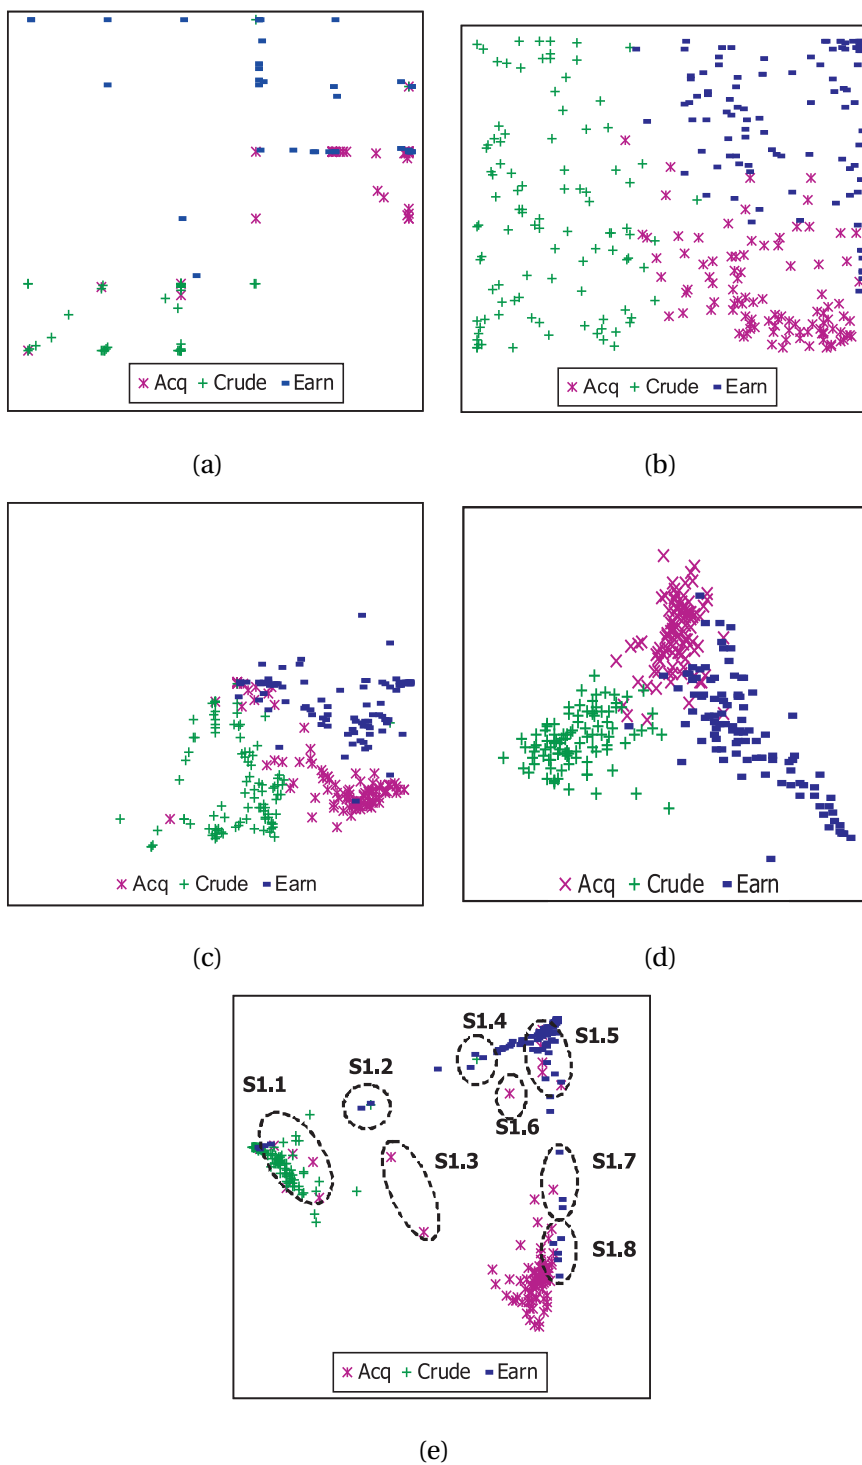 Acq Crude Earn
Acq Crude Earn
(a)
(b)
Acq Crude Earn
Acq Crude Earn
(c)
(d)
S1.4
S1.5
S1.2
S1.1
S1.6
S1.3
S1.7
S1.8
Acq Crude Earn
(e)